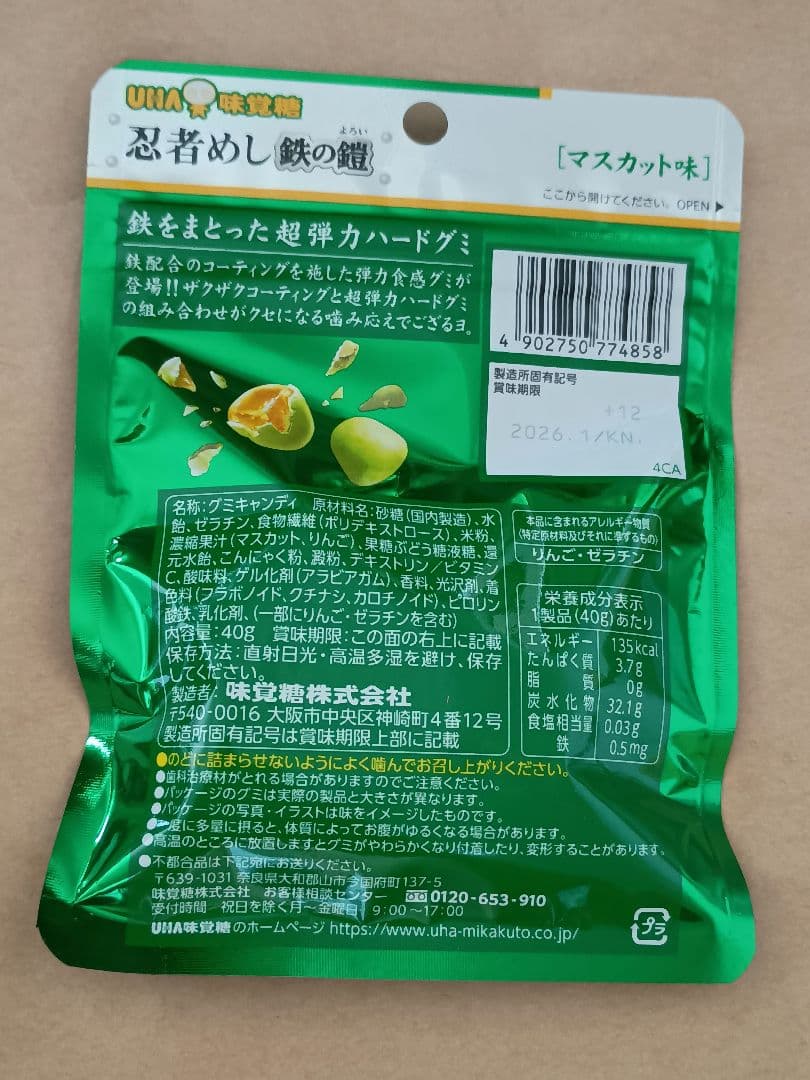 UHA味覚糖
忍者めし鉄の鎧
よろい
[マスカット味]
ここから開けてください。OPEN▶
鉄をまとった超弾力ハードグミ
鉄配合のコーティングを施した弾力食感グミが
登場!!ザクザクコーティングと超弾力ハードグミ
の組み合わせがクセになる噛み応えでござるヨ。
4 902750 774858
製造所固有記号
賞味期限
+12
2026.1/KN.
4CA
名称:グミキャンディ 原材料名:砂糖(国内製造)、水
飴、ゼラチン、食物繊維(ポリデキストロース)、米粉、
濃縮果汁(マスカット、りんご)、果糖ぶどう糖液糖、還
元水飴、こんにゃく粉、澱粉、デキストリン/ビタミン
C、酸味料、ゲル化剤(アラビアガム)、香料、光沢剤、着
色料(フラボノイド、クチナシ、カロチノイド)、ピロリン
酸鉄、乳化剤、(一部にりんご・ゼラチンを含む)
内容量:40g 賞味期限:この面の右上に記載
保存方法:直射日光・高温多湿を避け、保存
してください。
製造者:味覚糖株式会社
〒540-0016 大阪市中央区神崎町4番12号
製造所固有記号は賞味期限上部に記載
本品に含まれるアレルギー物質
(特定原材料及びそれに準ずるもの)
りんご・ゼラチン
栄養成分表示
1製品(40g)あたり
エネルギー 135kcal
たんぱく質 3.7g
脂質 0g
炭水化物 32.1g
食塩相当量 0.03g
鉄 0.5mg
●のどに詰まらせないようによく噛んでお召し上がりください。
●歯科治療材がとれる場合がありますのでご注意ください。
●パッケージのグミは実際の製品と大きさが異なります。
●パッケージの写真・イラストは味をイメージしたものです。
●一度に多量に摂ると、体質によってお腹がゆるくなる場合があります。
●高温のところに放置しますとグミがやわらかくなり付着したり、変形することがあります。
●不都合品は下記宛にお送りください。
〒639-1031 奈良県大和郡山市今国府町137-5
味覚糖株式会社 お客様相談センター 0120-653-910
受付時間 祝日を除く月〜金曜日 9:00〜17:00
UHA味覚糖のホームページ https://www.uha-mikakuto.co.jp/
プラ